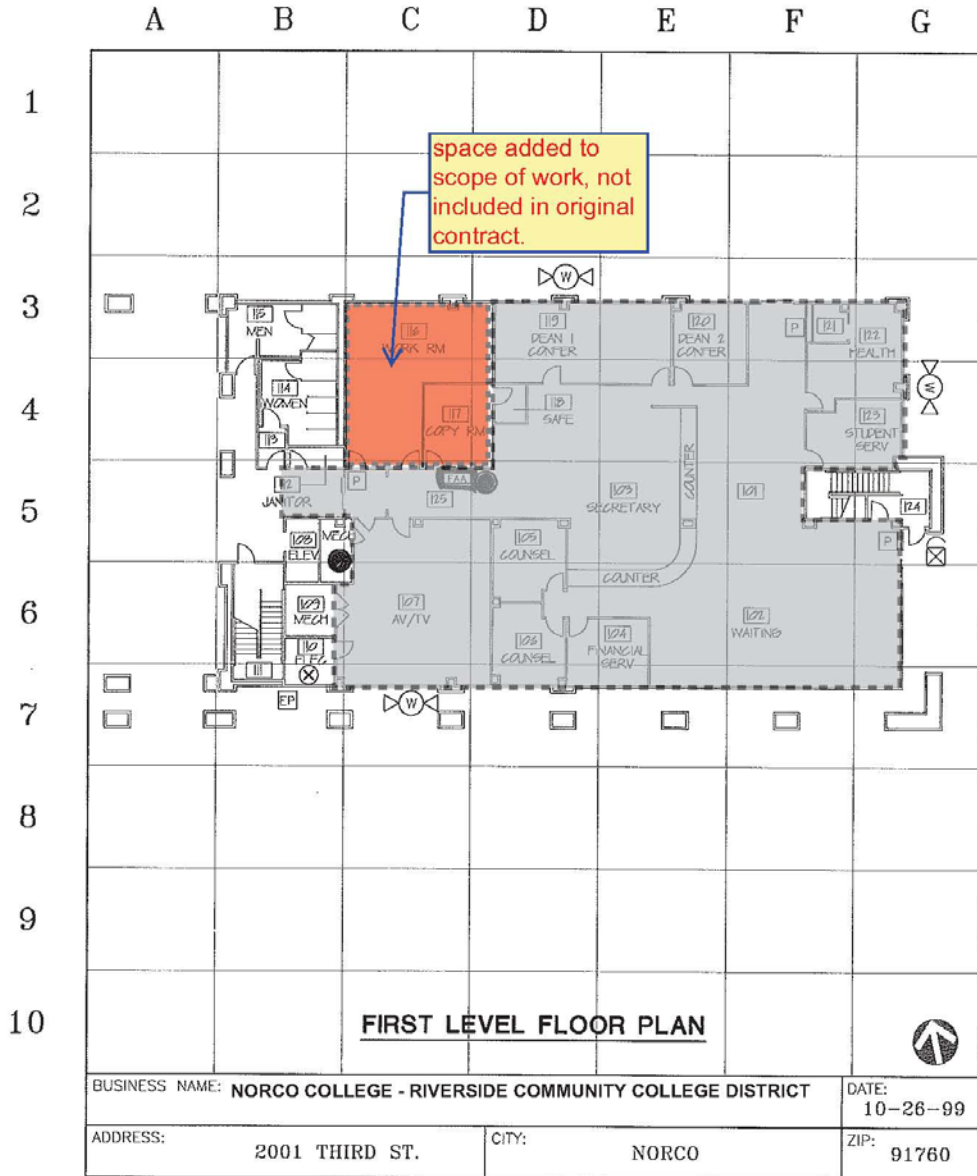 A B C D E F G
1
2
3
4
5
6
7
8
9
10
space added to
scope of work, not
included in original
contract.
W
115
MEN
116
WORK RM
119
DEAN 1
CONFER
120
DEAN 2
CONFER
P
121
122
HEALTH
W
114
WOMEN
113
117
COPY RM
118
SAFE
123
STUDENT
SERV
COUNTER
112
JANITOR
P
FAA
125
103
SECRETARY
101
124
P
108
ELEV
MECH
105
COUNSEL
COUNTER
109
MECH
107
AV/TV
102
WAITING
110
ELEC
111
106
COUNSEL
104
FINANCIAL
SERV
EP
W
FIRST LEVEL FLOOR PLAN
BUSINESS NAME: NORCO COLLEGE - RIVERSIDE COMMUNITY COLLEGE DISTRICT
DATE:
10-26-99
ADDRESS:
2001 THIRD ST.
CITY:
NORCO
ZIP:
91760